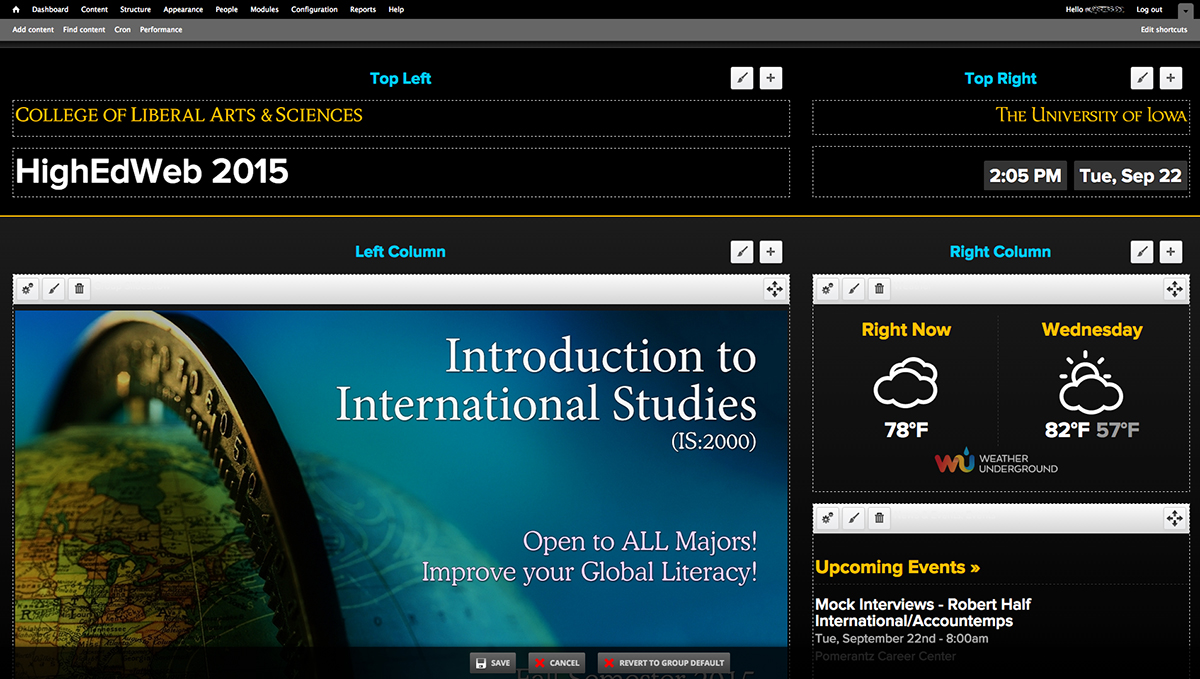 Dashboard Content Structure Appearance People Modules Configuration Reports Help Hello Log out
Add content Find content Cron Performance Edit shortcuts
Top Left
Top Right
COLLEGE OF LIBERAL ARTS & SCIENCES
THE UNIVERSITY OF IOWA
HighEdWeb 2015
2:05 PM Tue, Sep 22
Left Column
Right Column
Introduction to
International Studies
(IS:2000)
Open to ALL Majors!
Improve your Global Literacy!
Fall Semester 2015
SAVE CANCEL REVERT TO GROUP DEFAULT
Right Now Wednesday
78°F 82°F 57°F
WU WEATHER
UNDERGROUND
Upcoming Events »
Mock Interviews - Robert Half
International/Accountemps
Tue, September 22nd - 8:00am
Pomerantz Career Center